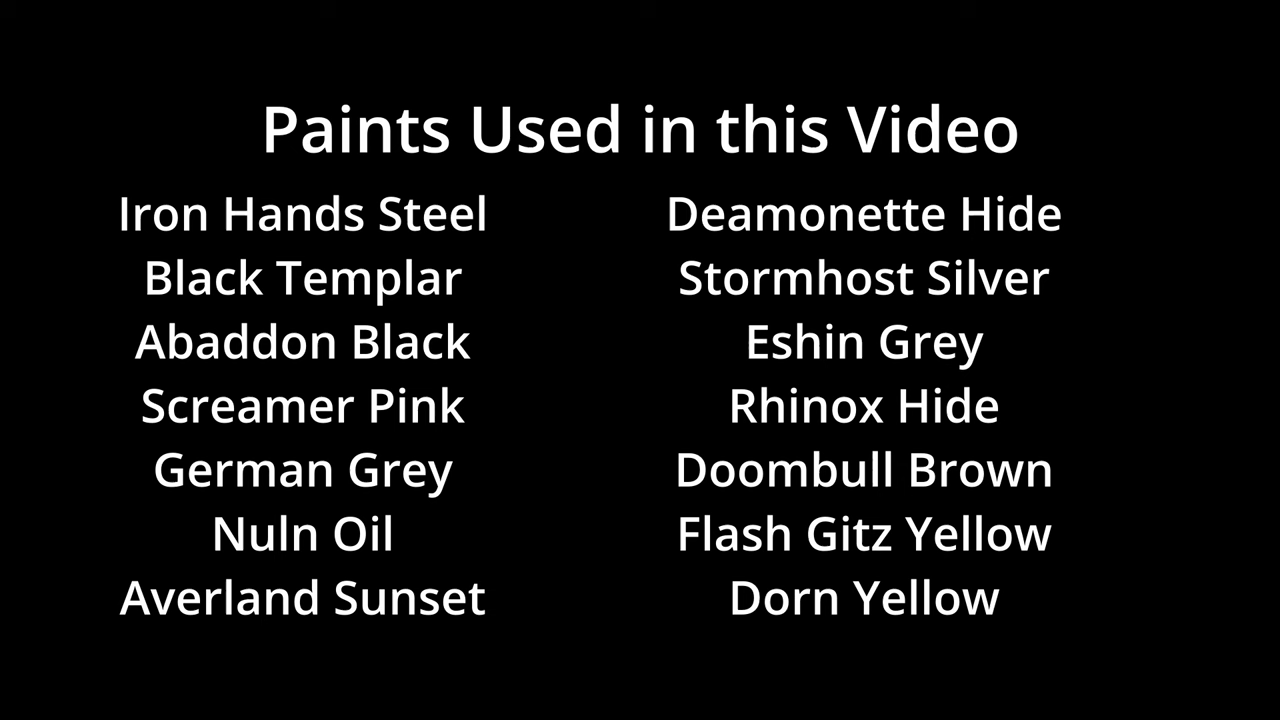 Paints Used in this Video
Iron Hands Steel
Black Templar
Abaddon Black
Screamer Pink
German Grey
Nuln Oil
Averland Sunset
Deamonette Hide
Stormhost Silver
Eshin Grey
Rhinox Hide
Doombull Brown
Flash Gitz Yellow
Dorn Yellow